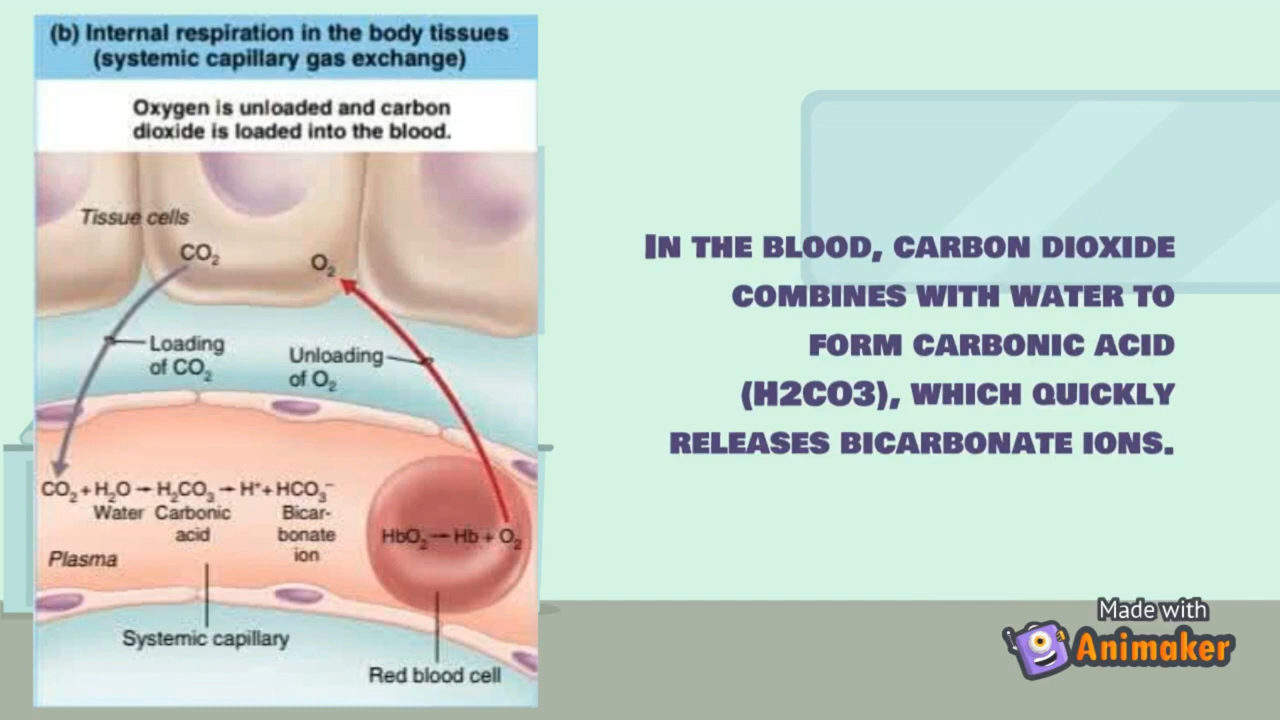 (b) Internal respiration in the body tissues
(systemic capillary gas exchange)
Oxygen is unloaded and carbon
dioxide is loaded into the blood.
Tissue cells
CO₂
O₂
Loading
of CO₂
Unloading
of O₂
CO₂ + H₂O → H₂CO₃ → H⁺ + HCO₃⁻
Water Carbonic
acid
Bicar-
bonate
ion
Plasma
HbO₂ → Hb + O₂
Systemic capillary
Red blood cell
IN THE BLOOD, CARBON DIOXIDE
COMBINES WITH WATER TO
FORM CARBONIC ACID
(H2CO3), WHICH QUICKLY
RELEASES BICARBONATE IONS.
Made with
Animaker